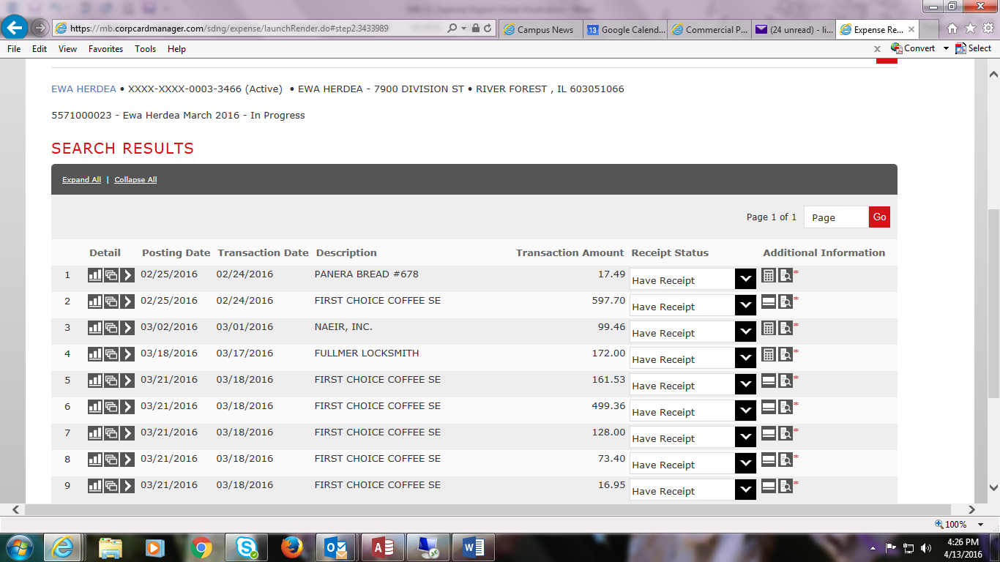 https://mb.corpcardmanager.com/sdng/expense/launchRender.do#step2.3433989
Campus News
13 Google Calend...
Commercial P...
(24 unread) - li...
Expense Re...
File Edit View Favorites Tools Help
x Convert Select
EWA HERDEA • XXXX-XXXX-0003-3466 (Active) • EWA HERDEA - 7900 DIVISION ST • RIVER FOREST , IL 603051066
5571000023 - Ewa Herdea March 2016 - In Progress
SEARCH RESULTS
Expand All | Collapse All
Page 1 of 1 Page Go
Detail Posting Date Transaction Date Description Transaction Amount Receipt Status Additional Information
1 02/25/2016 02/24/2016 PANERA BREAD #678 17.49 Have Receipt *
2 02/25/2016 02/24/2016 FIRST CHOICE COFFEE SE 597.70 Have Receipt *
3 03/02/2016 03/01/2016 NAEIR, INC. 99.46 Have Receipt *
4 03/18/2016 03/17/2016 FULLMER LOCKSMITH 172.00 Have Receipt *
5 03/21/2016 03/18/2016 FIRST CHOICE COFFEE SE 161.53 Have Receipt *
6 03/21/2016 03/18/2016 FIRST CHOICE COFFEE SE 499.36 Have Receipt *
7 03/21/2016 03/18/2016 FIRST CHOICE COFFEE SE 128.00 Have Receipt *
8 03/21/2016 03/18/2016 FIRST CHOICE COFFEE SE 73.40 Have Receipt *
9 03/21/2016 03/18/2016 FIRST CHOICE COFFEE SE 16.95 Have Receipt *
100%
4:26 PM
4/13/2016